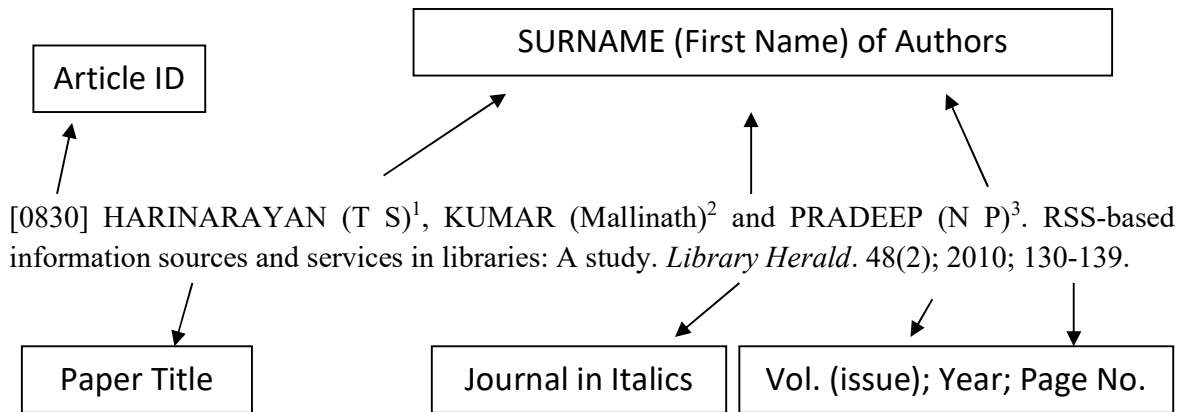 SURNAME (First Name) of Authors
Article ID
[0830] HARINARAYAN (T S)1, KUMAR (Mallinath)2 and PRADEEP (N P)3. RSS-based
information sources and services in libraries: A study. Library Herald. 48(2); 2010; 130-139.
Paper Title
Journal in Italics
Vol. (issue); Year; Page No.